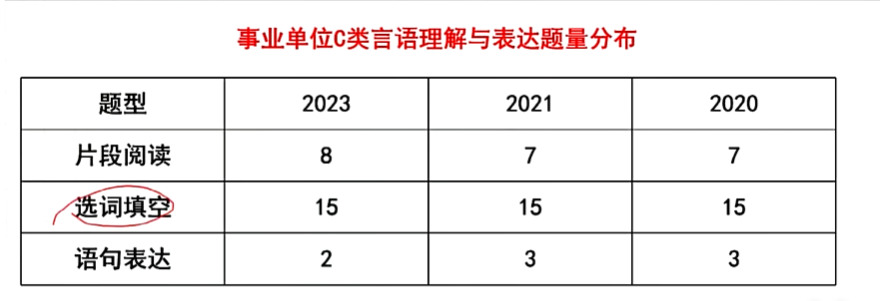 事业单位C类言语理解与表达题量分布
题型 2023 2021 2020
片段阅读 8 7 7
选词填空 15 15 15
语句表达 2 3 3